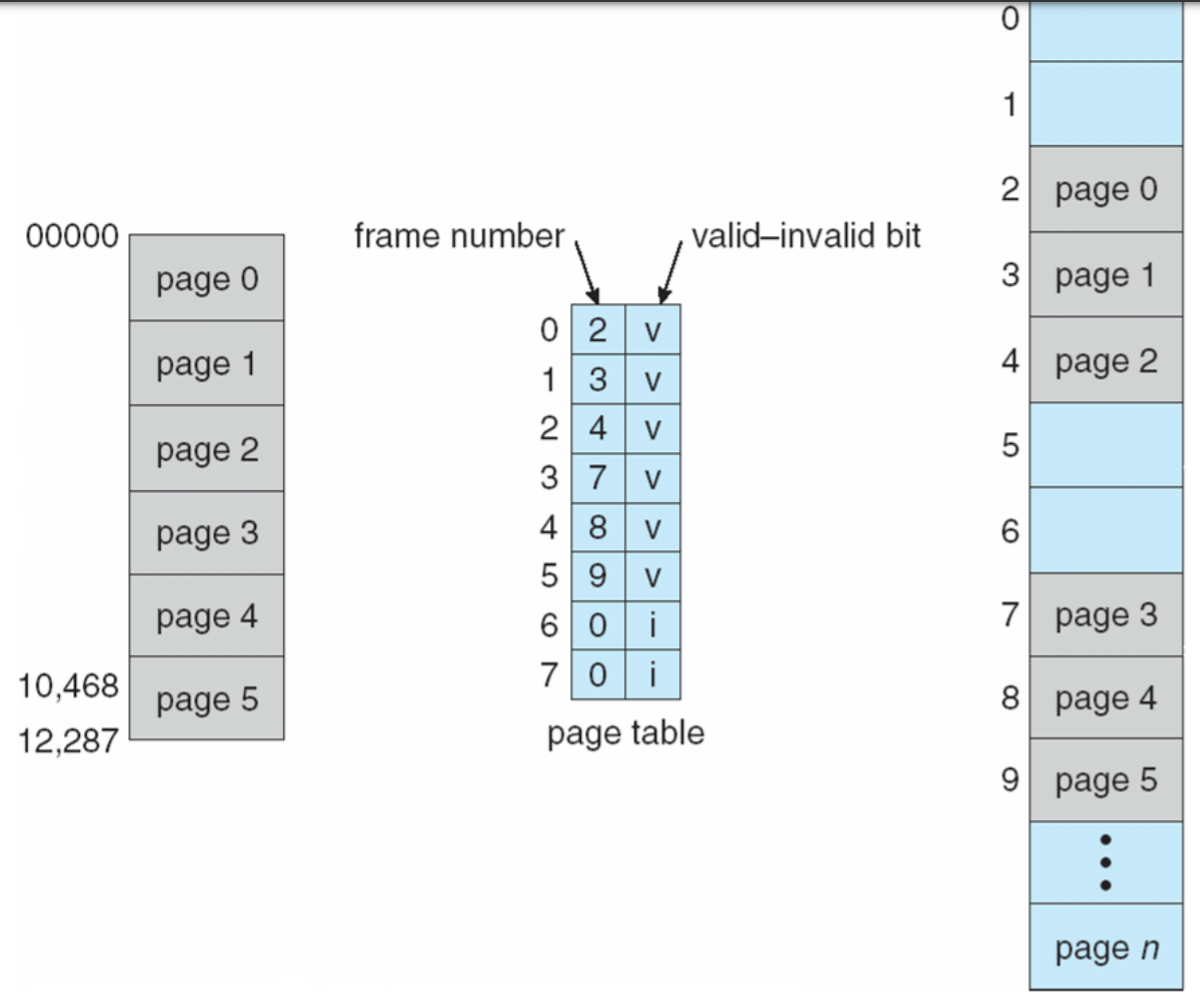 00000
page 0
page 1
page 2
page 3
page 4
10,468
page 5
12,287
frame number
valid–invalid bit
0 2 v
1 3 v
2 4 v
3 7 v
4 8 v
5 9 v
6 0 i
7 0 i
page table
0
1
2 page 0
3 page 1
4 page 2
5
6
7 page 3
8 page 4
9 page 5
page n